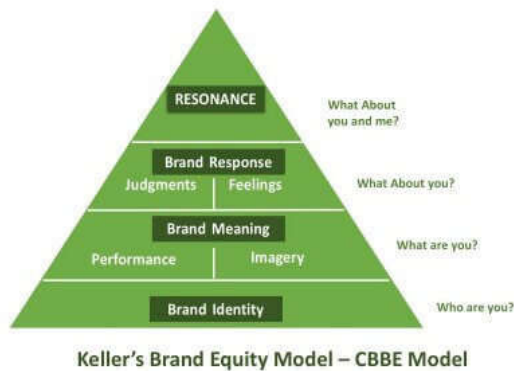 RESONANCE
What About
you and me?
Brand Response
Judgments Feelings
What About you?
Brand Meaning
Performance Imagery
What are you?
Brand Identity
Who are you?
Keller's Brand Equity Model – CBBE Model